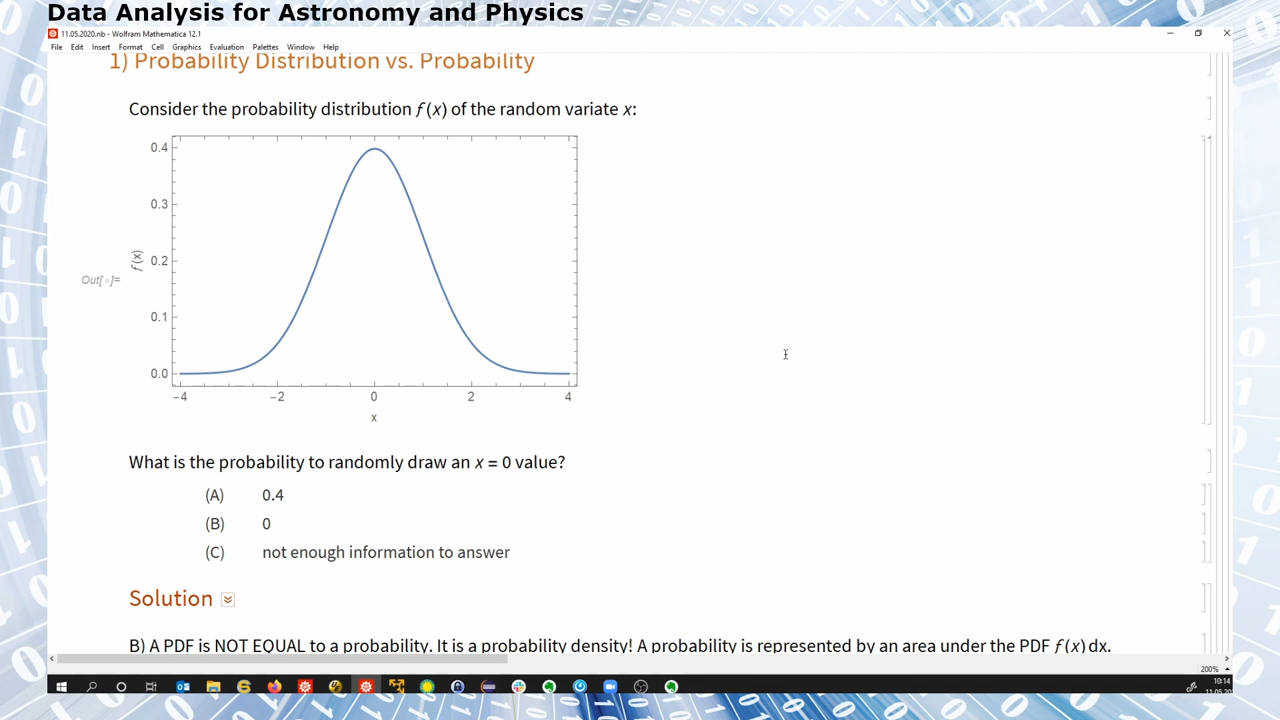 Data Analysis for Astronomy and Physics
11.05.2020.nb - Wolfram Mathematica 12.1
File Edit Insert Format Cell Graphics Evaluation Palettes Window Help
1) Probability Distribution vs. Probability
Consider the probability distribution f(x) of the random variate x:
0.4
0.3
0.2
f(x)
Out[◦]=
0.1
0.0
−4 −2 0 2 4
x
What is the probability to randomly draw an x = 0 value?
(A) 0.4
(B) 0
(C) not enough information to answer
Solution
B) A PDF is NOT EQUAL to a probability. It is a probability density! A probability is represented by an area under the PDF f(x)dx.
200%
10:14